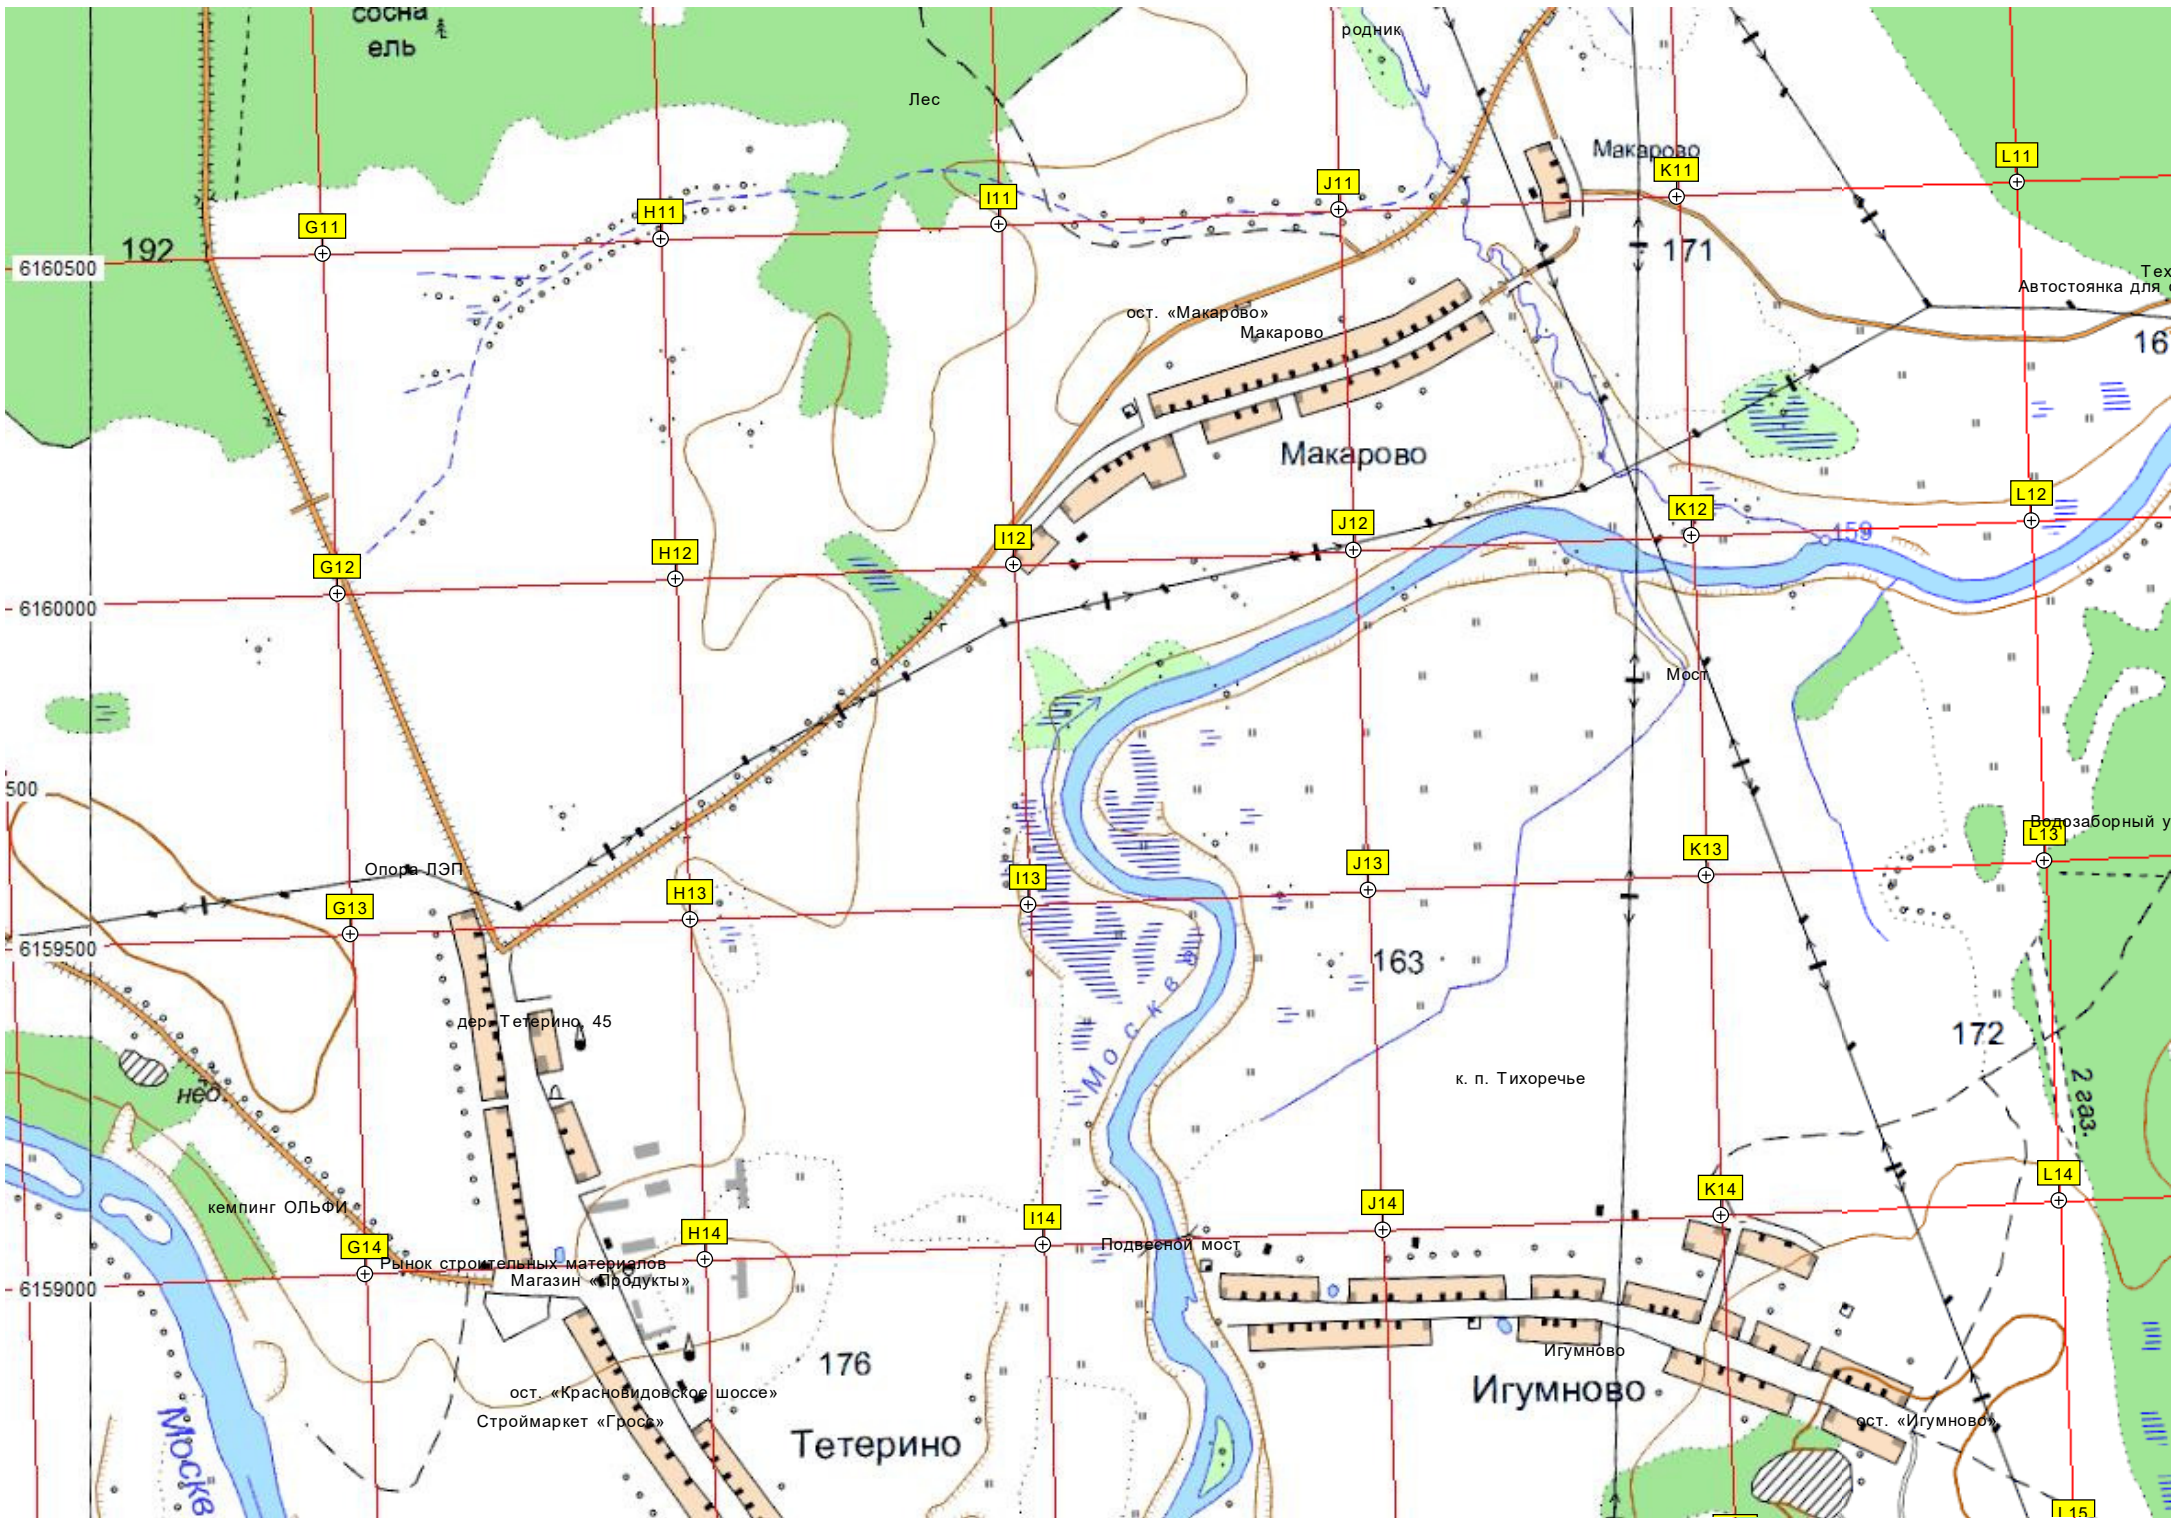 сосна
ель
родник
Лес
Макарово
L11
K11
J11
I11
H11
G11
192
171
6160500
Тех
Автостоянка для
ост. «Макарово»
Макарово
16
Макарово
L12
K12
J12
I12
H12
G12
159
6160000
Мост
500
Водозаборный у
L13
K13
J13
I13
H13
G13
Опора ЛЭП
6159500
163
Москва
дер. Тетерино, 45
172
2 газ.
к. п. Тихоречье
L14
K14
J14
I14
H14
G14
кемпинг ОЛЬФИ
Подвесной мост
Рынок строительных материалов
Магазин «Продукты»
6159000
Игумново
176
Игумново
ост. «Красновидовское шоссе»
Строймаркет «Гросс»
ост. «Игумново»
Тетерино
Москв
L15